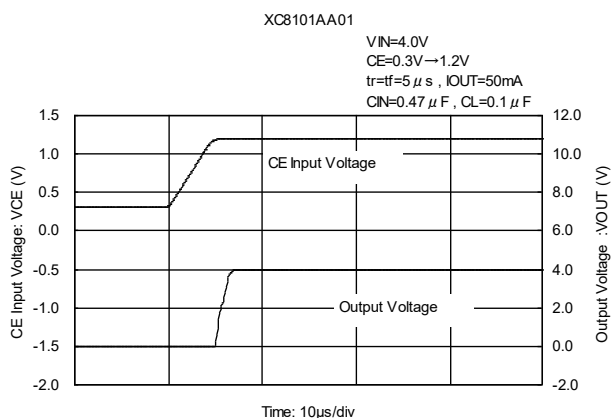 XC8101AA01
VIN=4.0V
CE=0.3V→1.2V
tr=tf=5μs , IOUT=50mA
CIN=0.47μF , CL=0.1μF
1.5
1.0
0.5
0.0
-0.5
-1.0
-1.5
-2.0
CE Input Voltage: VCE (V)
CE Input Voltage
Output Voltage
12.0
10.0
8.0
6.0
4.0
2.0
0.0
-2.0
Output Voltage :VOUT (V)
Time: 10μs/div